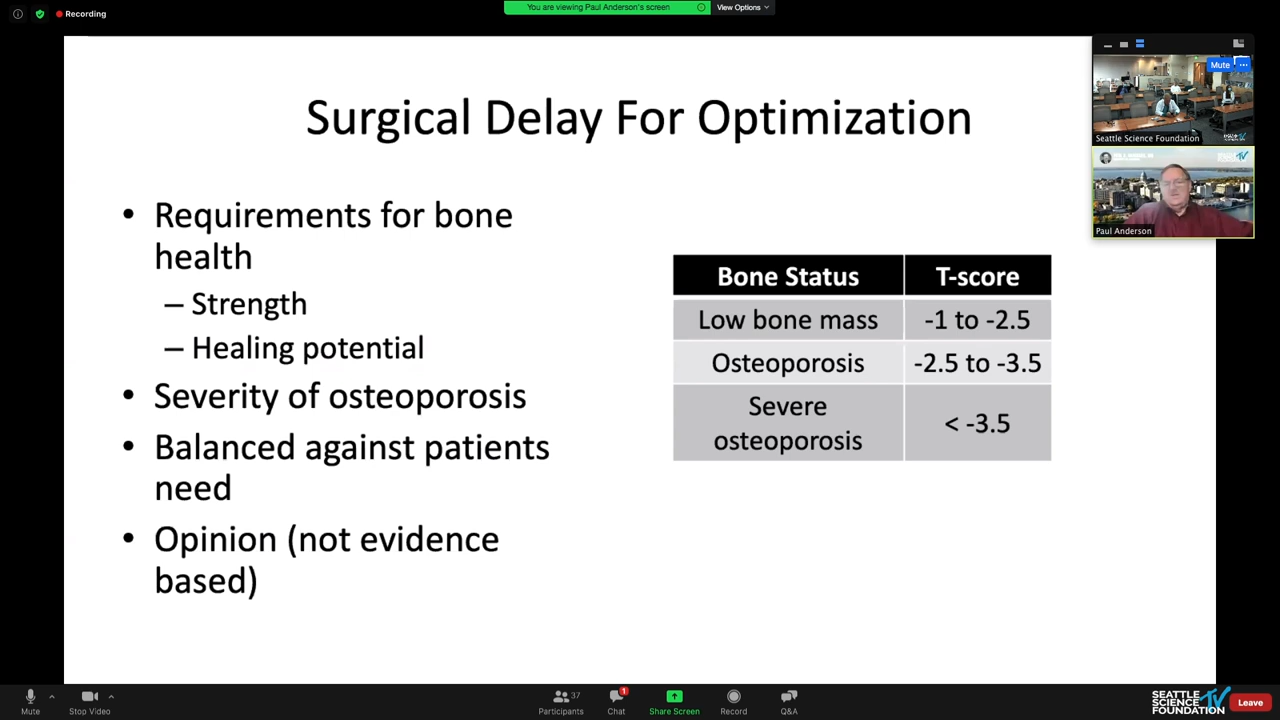 Recording
You are viewing Paul Anderson's screen
View Options
Mute
Seattle Science Foundation
Paul Anderson
Surgical Delay For Optimization
• Requirements for bone
health
– Strength
– Healing potential
• Severity of osteoporosis
• Balanced against patients
need
• Opinion (not evidence
based)
Bone Status T-score
Low bone mass -1 to -2.5
Osteoporosis -2.5 to -3.5
Severe
osteoporosis
< -3.5
Mute
Stop Video
Participants 37
Chat 1
Share Screen
Record
Q&A
SEATTLE
SCIENCE
FOUNDATION
TV
Leave